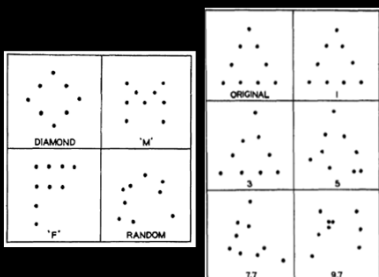 DIAMOND 'M'
'F' RANDOM
ORIGINAL 1
3 5
7.7 9.7